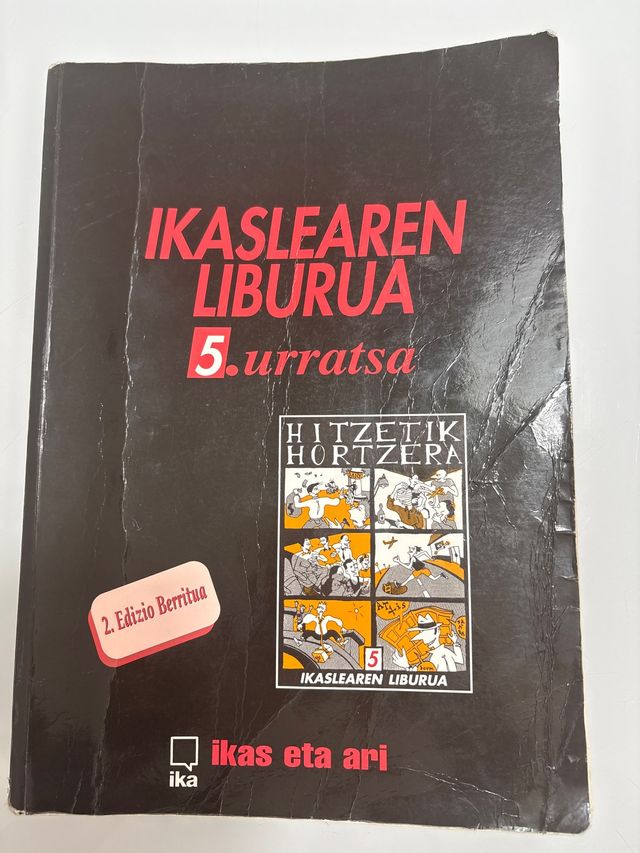 IKASLEAREN
LIBURUA
5.urratsa
HITZETIK
HORTZERA
5
IKASLEAREN LIBURUA
2. Edizio Berritua
ika
ikas eta ari